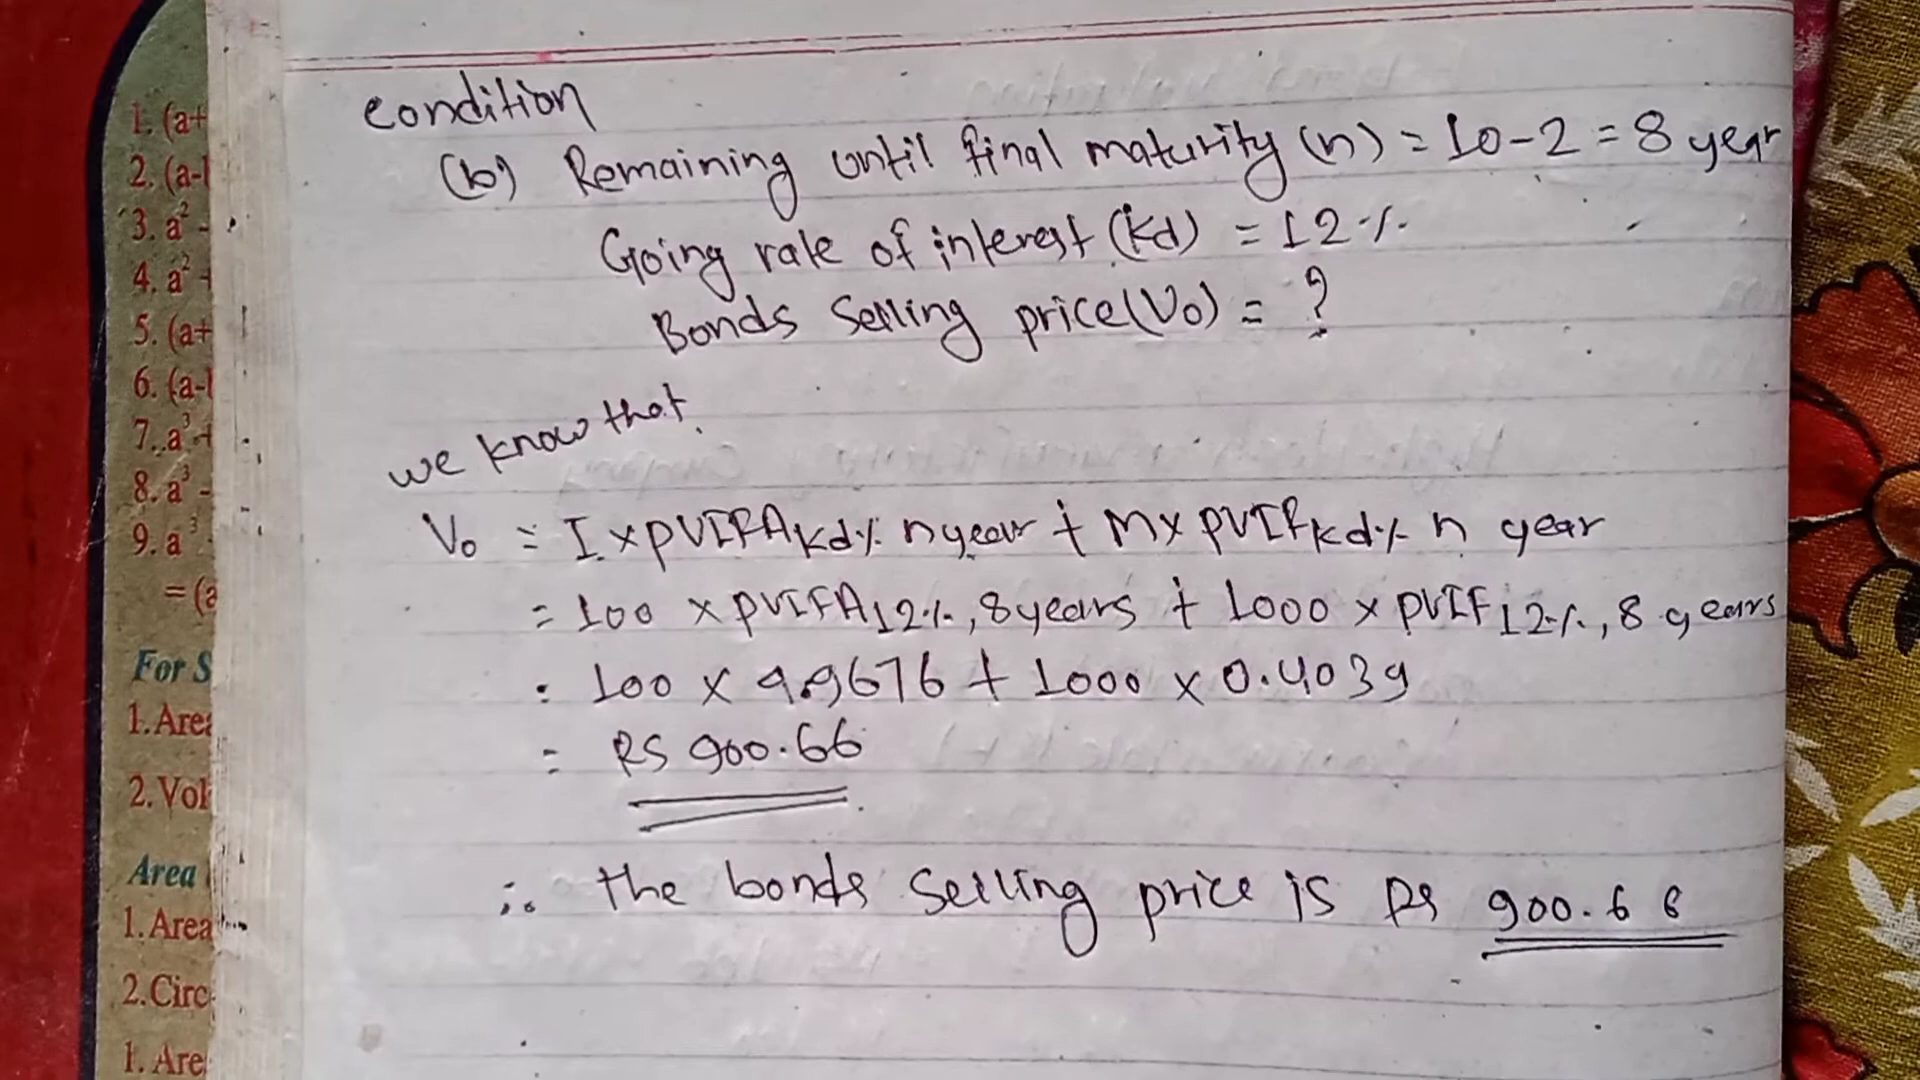 condition
(b) Remaining until final maturity (n) = 10-2 = 8 year
Going rate of interest (Kd) = 12%
Bonds Selling price (V0) = ?
we know that,
V0 = I x PVIFAkd% n year + M x PVIFkd% n year
= 100 x PVIFA12%, 8 years + 1000 x PVIF12%, 8 years
= 100 x 4.9676 + 1000 x 0.4039
= RS 900.66
∴ the bonds selling price is Rs 900.66
1. (a+
2. (a-
3. a² -
4. a² +
5. (a+
6. (a-
7. a³ +
8. a³ -
9. a³
= (a
For S
1. Area
2. Vol
Area
1. Area
2. Circ
1. Are